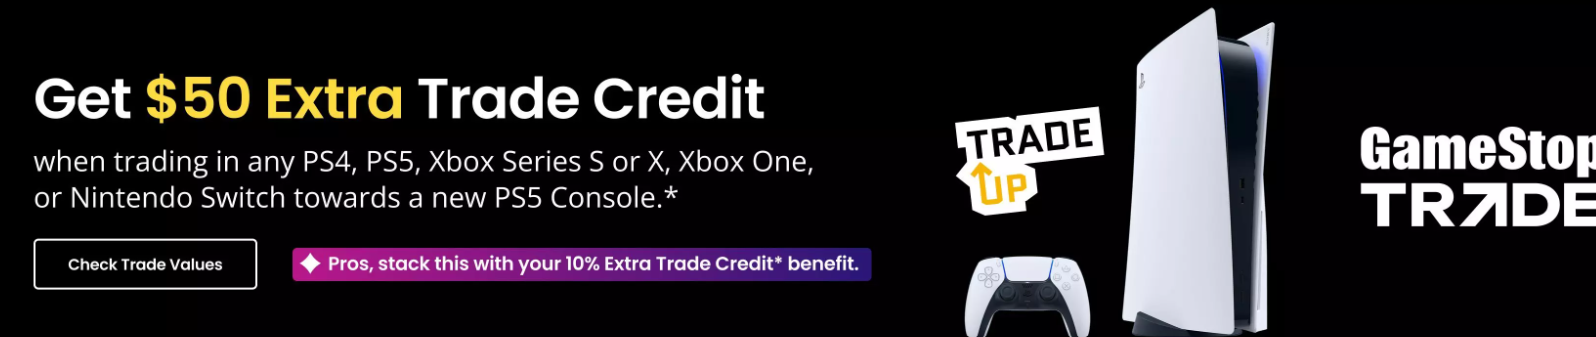 Get $50 Extra Trade Credit
when trading in any PS4, PS5, Xbox Series S or X, Xbox One,
or Nintendo Switch towards a new PS5 Console.*
Check Trade Values
Pros, stack this with your 10% Extra Trade Credit* benefit.
TRADE
UP
GameStop
TRADE